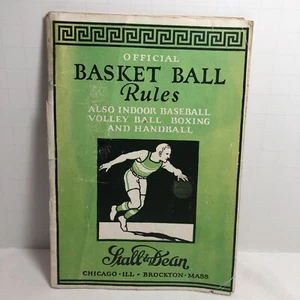 OFFICIAL
BASKET BALL
Rules
ALSO INDOOR BASEBALL
VOLLEY BALL BOXING
AND HANDBALL
Stall & Dean
CHICAGO · ILL · BROCKTON · MASS